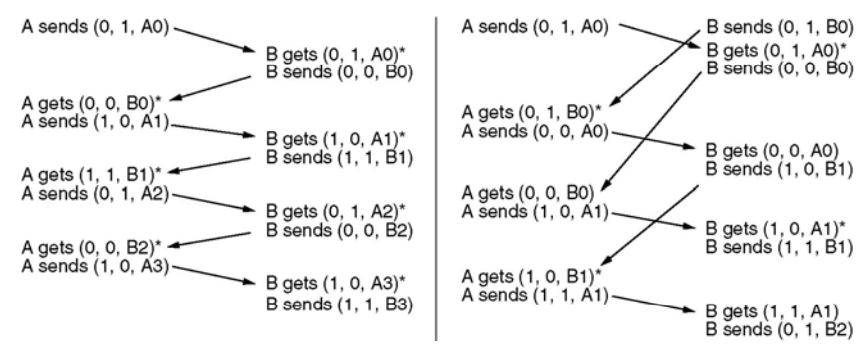 A sends (0, 1, A0)
B gets (0, 1, A0)*
B sends (0, 0, B0)
A gets (0, 0, B0)*
A sends (1, 0, A1)
B gets (1, 0, A1)*
B sends (1, 1, B1)
A gets (1, 1, B1)*
A sends (0, 1, A2)
B gets (0, 1, A2)*
B sends (0, 0, B2)
A gets (0, 0, B2)*
A sends (1, 0, A3)
B gets (1, 0, A3)*
B sends (1, 1, B3)
A sends (0, 1, A0)
B sends (0, 1, B0)
B gets (0, 1, A0)*
B sends (0, 0, B0)
A gets (0, 1, B0)*
A sends (0, 0, A0)
B gets (0, 0, A0)
B sends (1, 0, B1)
A gets (0, 0, B0)
A sends (1, 0, A1)
B gets (1, 0, A1)*
B sends (1, 1, B1)
A gets (1, 0, B1)*
A sends (1, 1, A1)
B gets (1, 1, A1)
B sends (0, 1, B2)